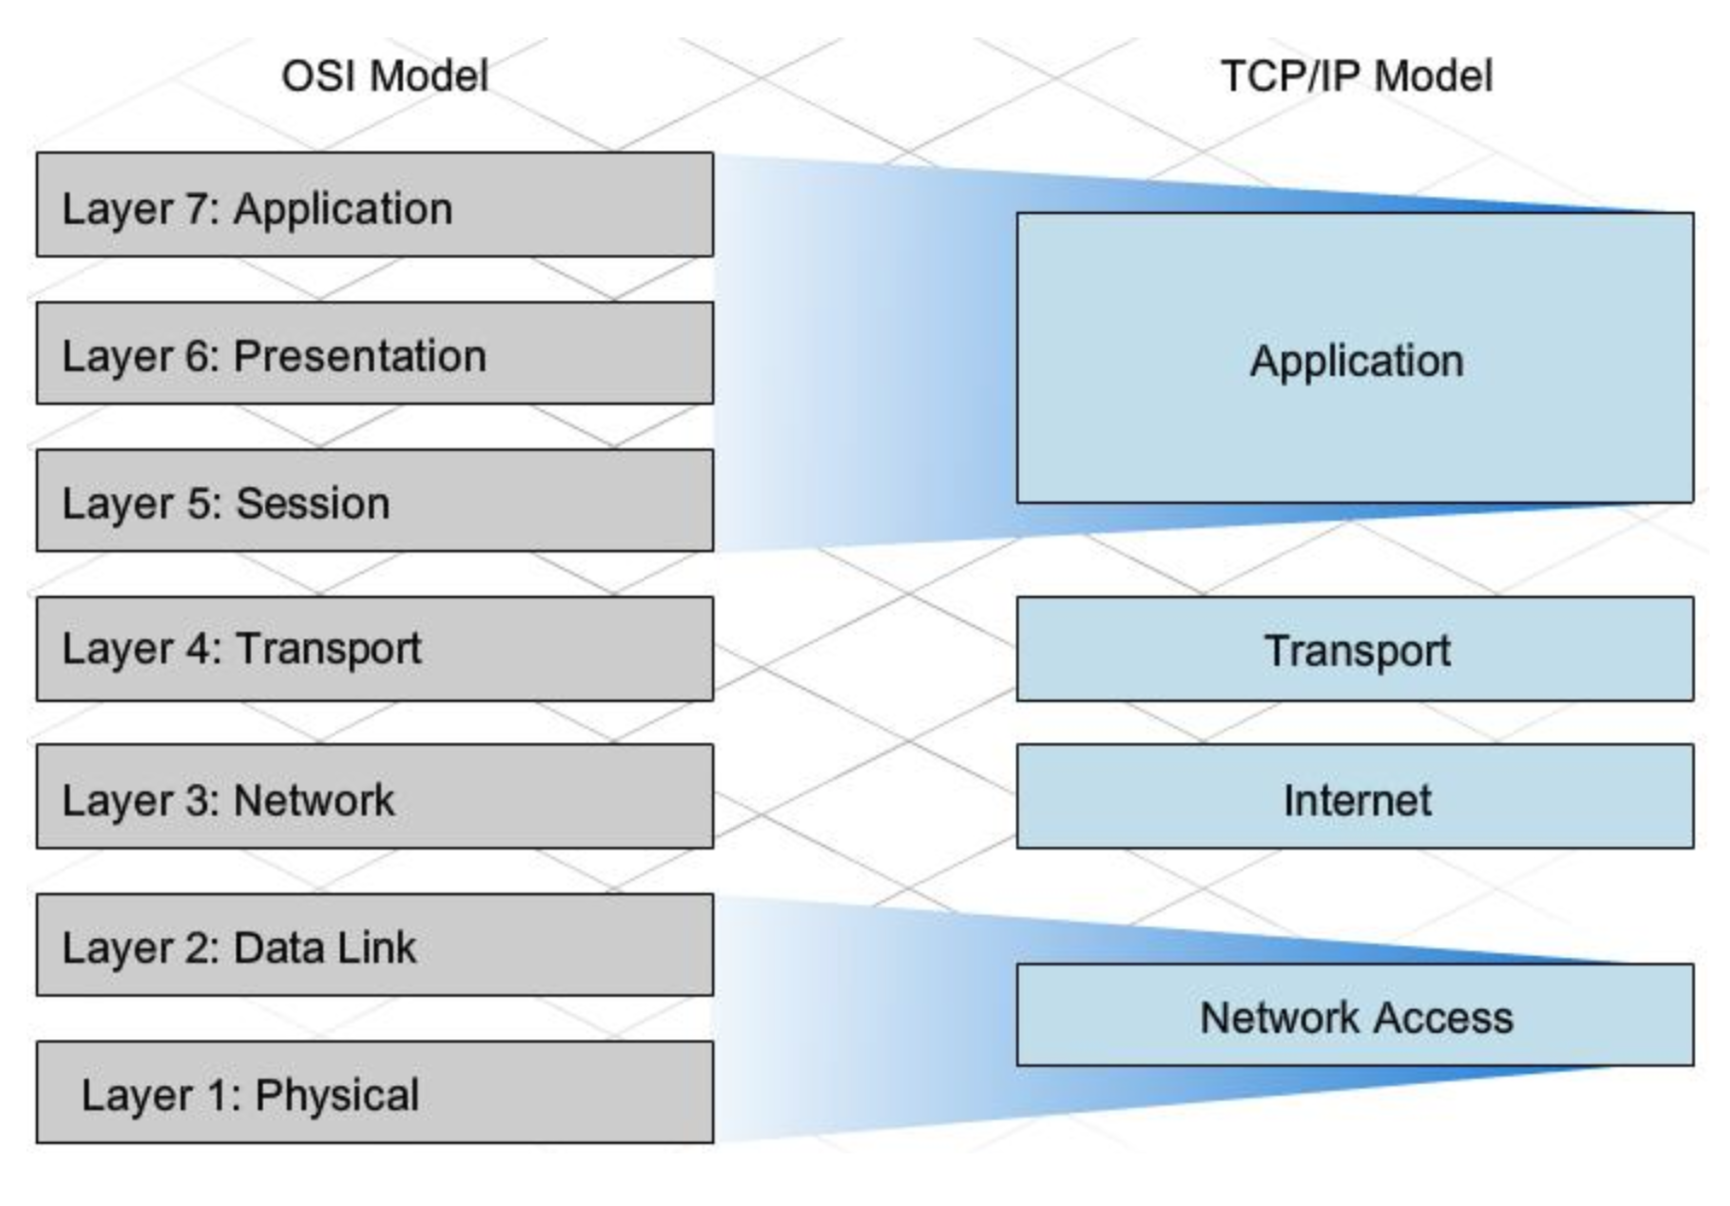 OSI Model
TCP/IP Model
Layer 7: Application
Layer 6: Presentation
Layer 5: Session
Layer 4: Transport
Layer 3: Network
Layer 2: Data Link
Layer 1: Physical
Application
Transport
Internet
Network Access